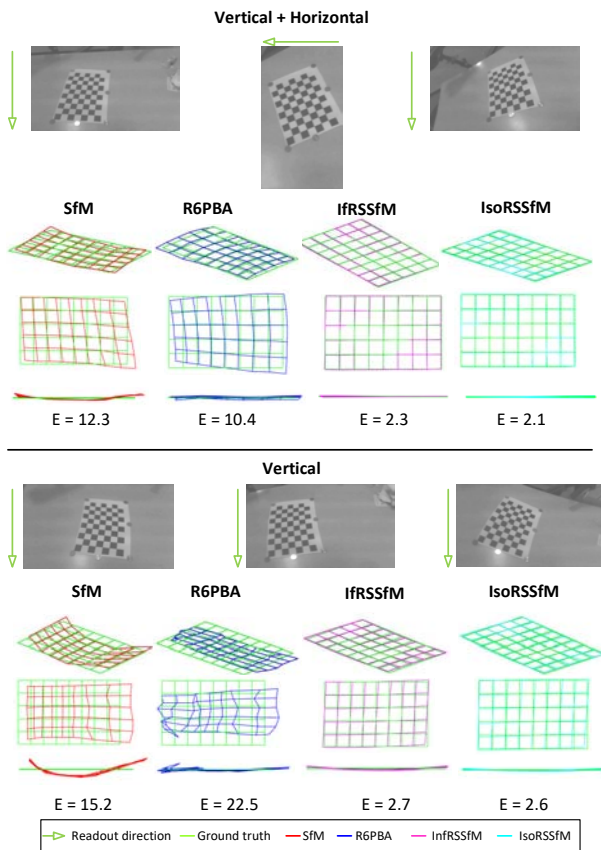 Vertical + Horizontal
SfM R6PBA IfRSSfM IsoRSSfM
E = 12.3 E = 10.4 E = 2.3 E = 2.1
Vertical
SfM R6PBA IfRSSfM IsoRSSfM
E = 15.2 E = 22.5 E = 2.7 E = 2.6
Readout direction Ground truth SfM R6PBA InfRSSfM IsoRSSfM